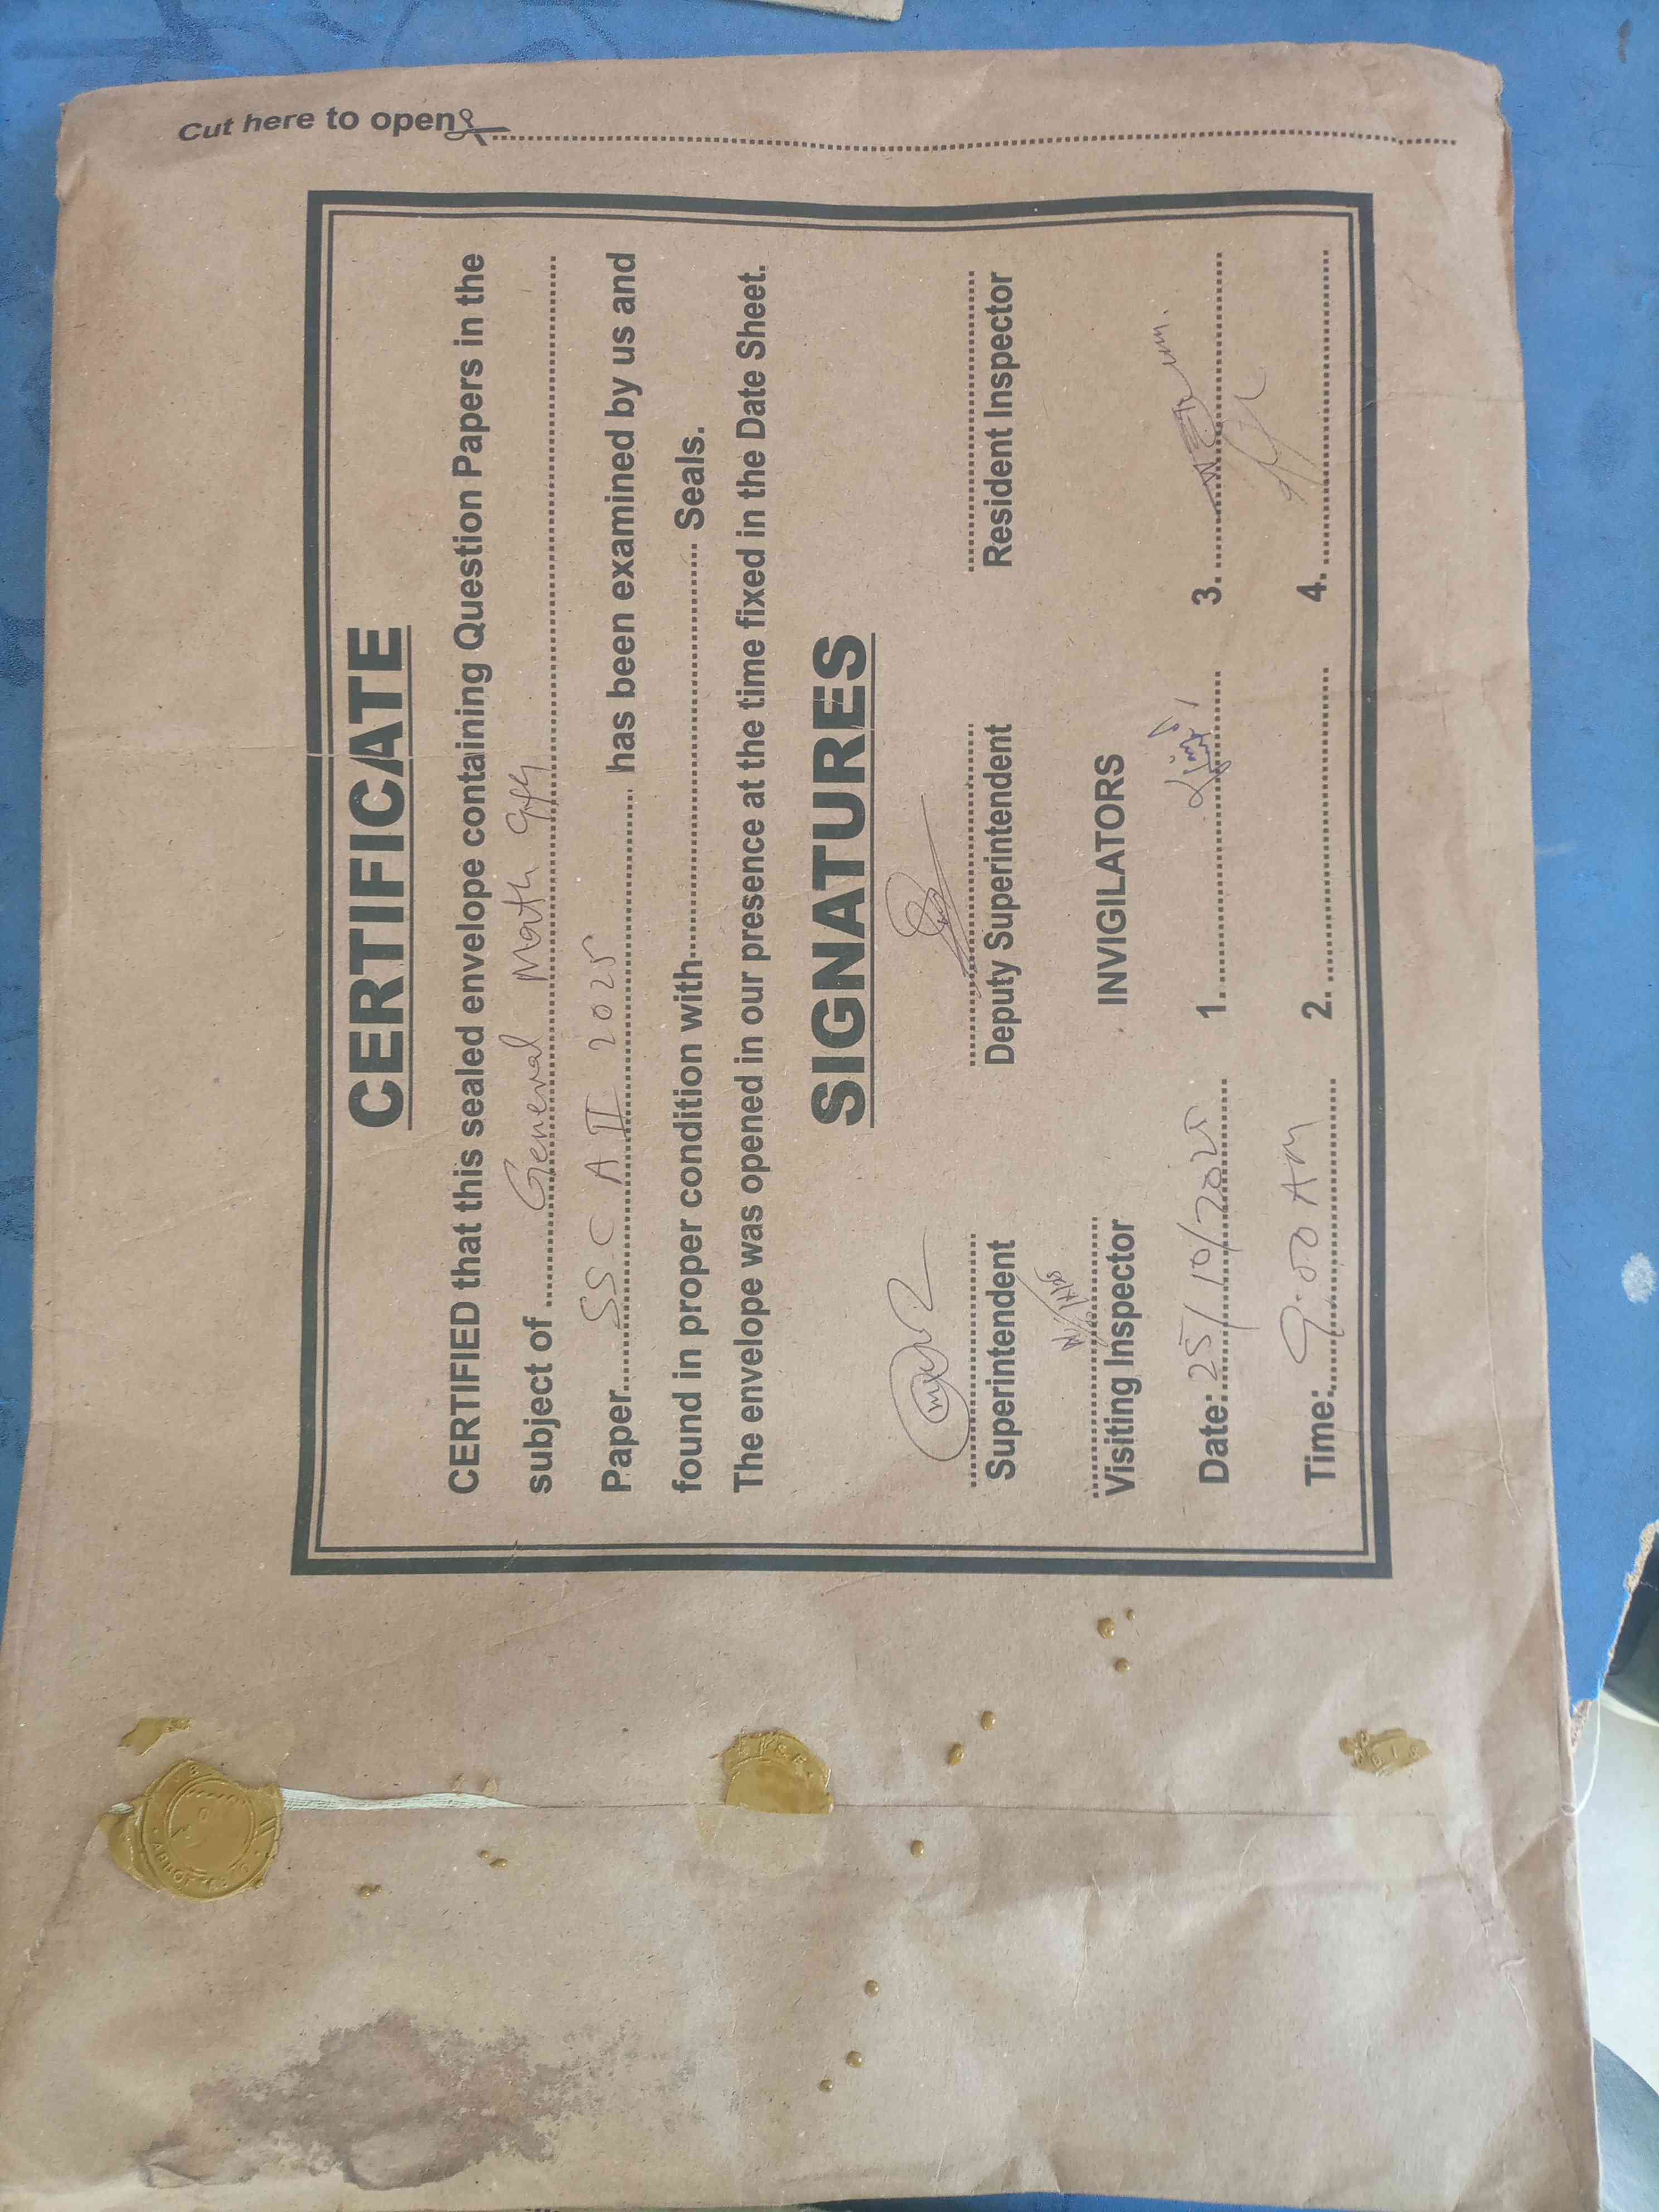 Cut here to open
CERTIFICATE
CERTIFIED that this sealed envelope containing Question Papers in the
subject of General Math
Paper SSC A II 2025 has been examined by us and
found in proper condition with Seals.
The envelope was opened in our presence at the time fixed in the Date Sheet.
SIGNATURES
Superintendent Deputy Superintendent Resident Inspector
Visiting Inspector INVIGILATORS
Date: 25/10/2025 1. 3.
Time: 9:00 AM 2. 4.